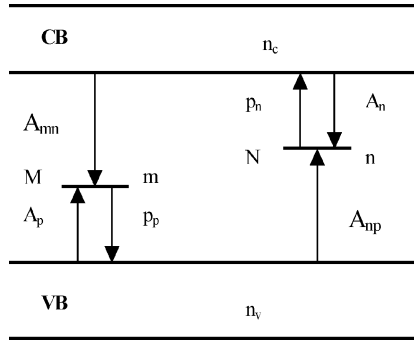 CB n_c
p_n A_n
A_mn
N n
M m
A_p p_p A_np
VB n_v